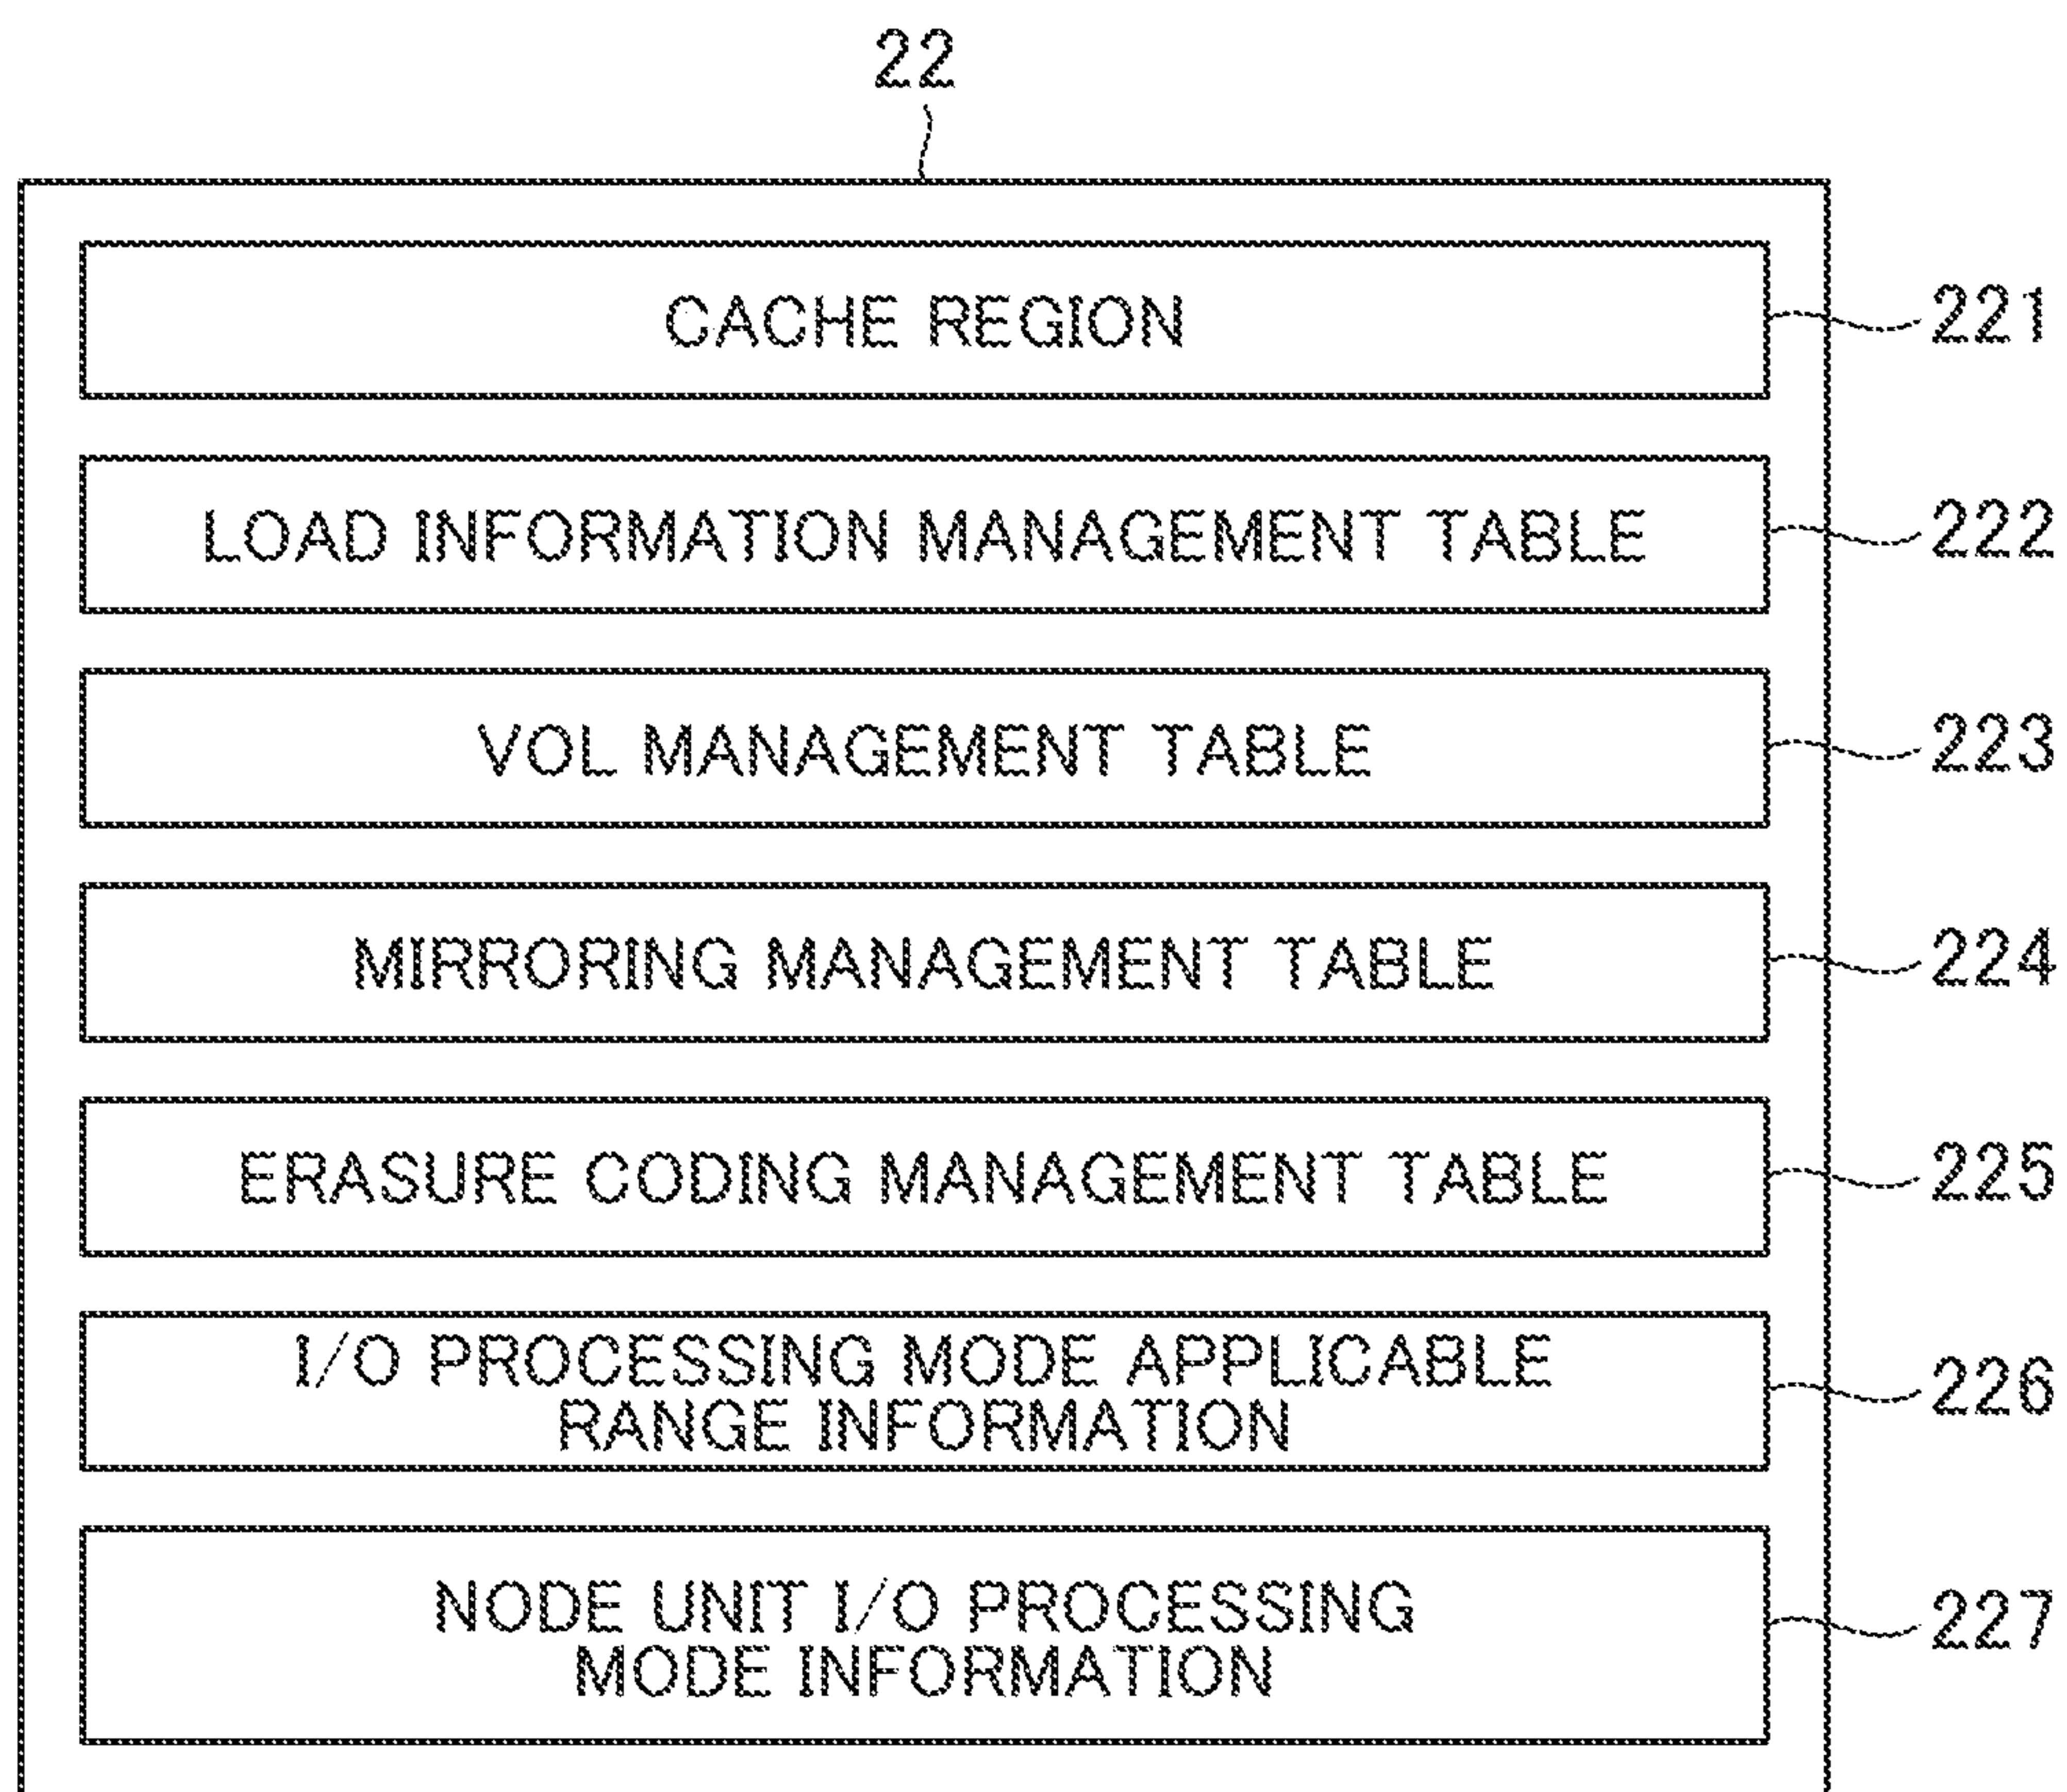 22
CACHE REGION
221
LOAD INFORMATION MANAGEMENT TABLE
222
VOL MANAGEMENT TABLE
223
MIRRORING MANAGEMENT TABLE
224
ERASURE CODING MANAGEMENT TABLE
225
I/O PROCESSING MODE APPLICABLE
RANGE INFORMATION
226
NODE UNIT I/O PROCESSING
MODE INFORMATION
227